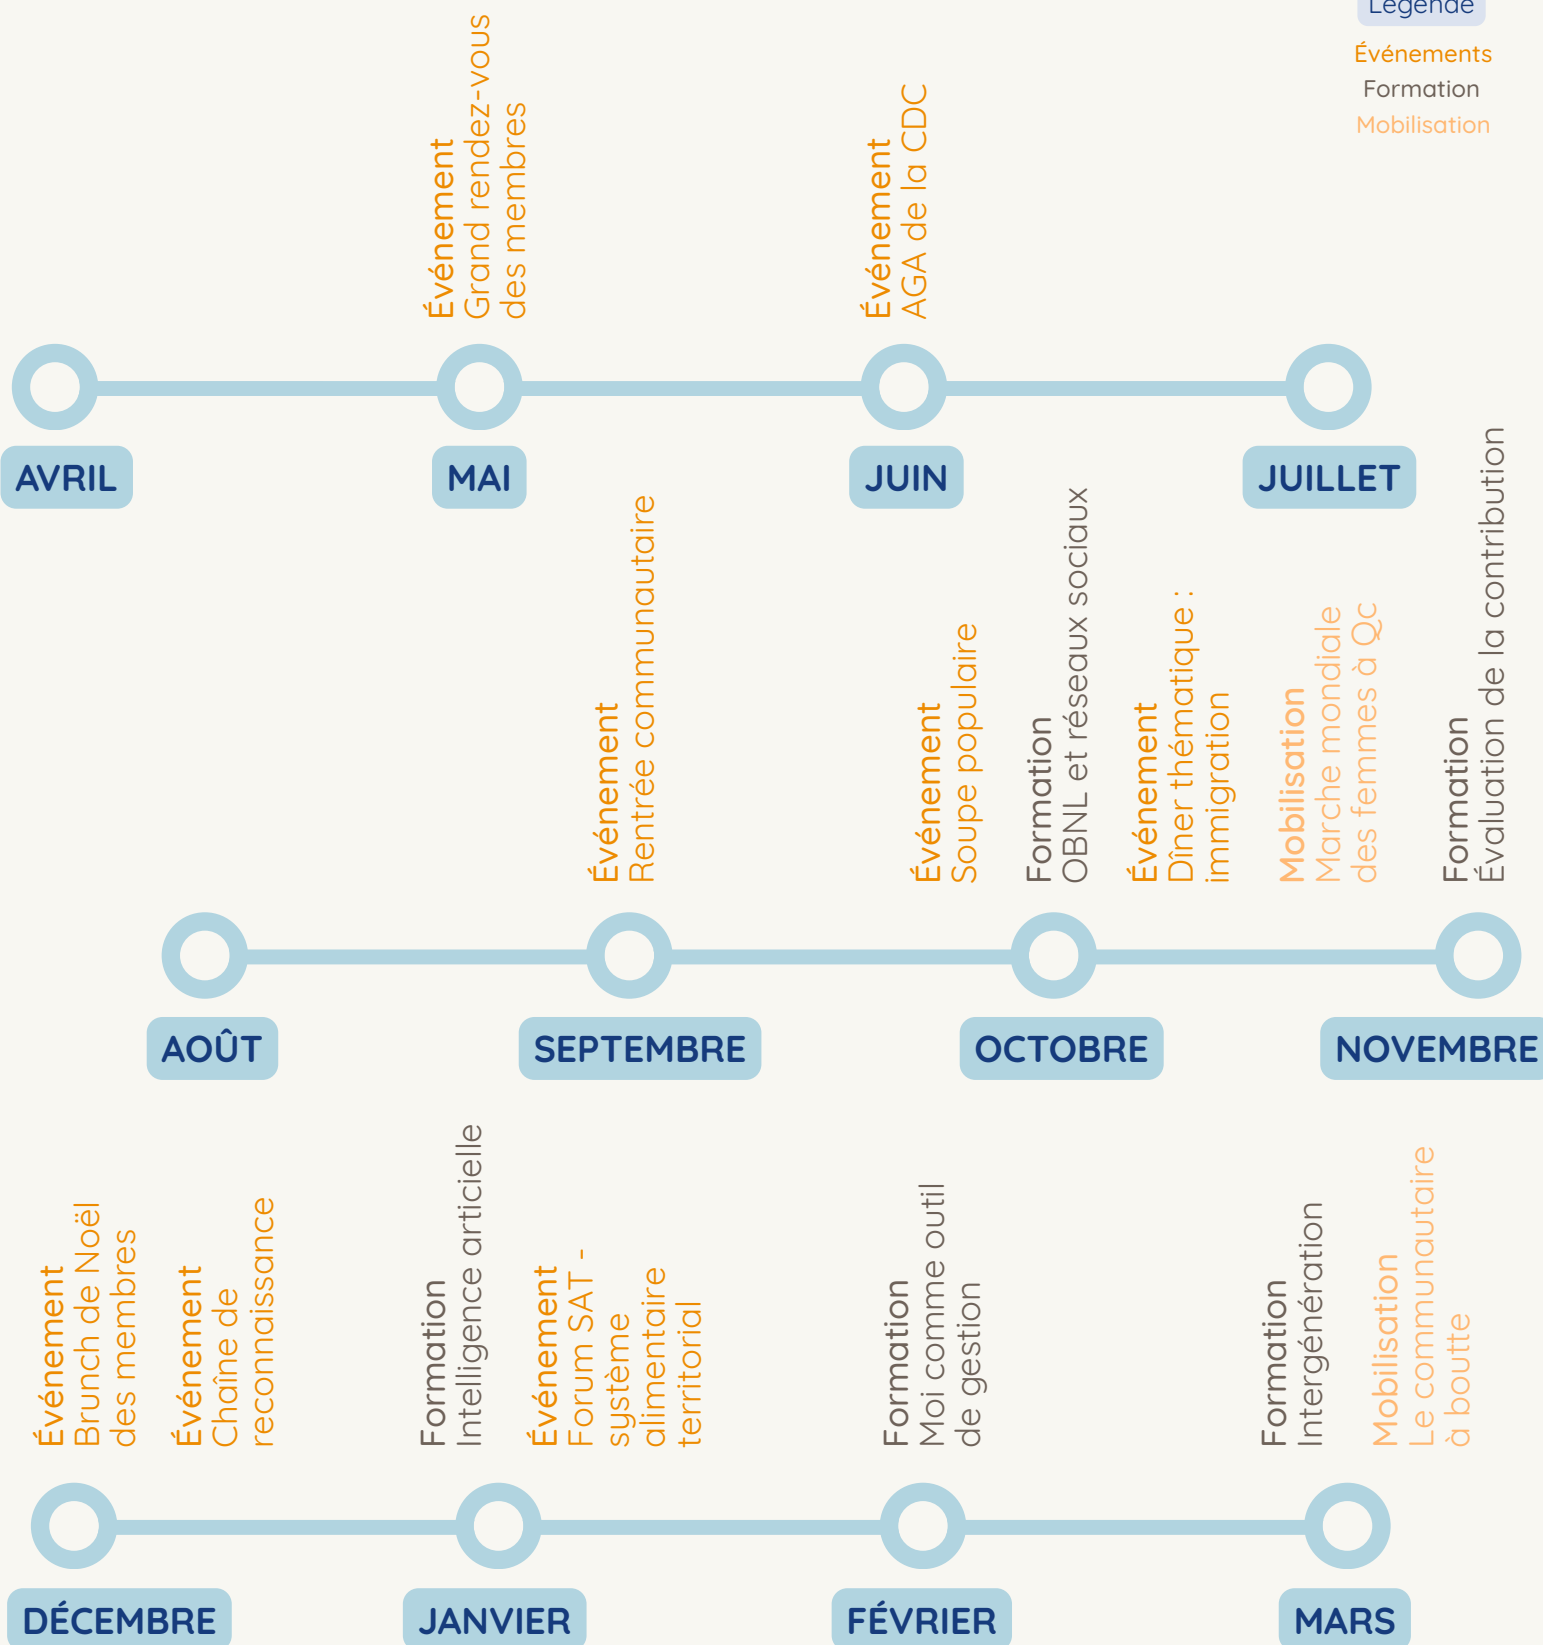 Légende
Événements
Formation
Mobilisation
Événement
Grand rendez-vous
des membres
Événement
AGA de la CDC
AVRIL
MAI
JUIN
JUILLET
Événement
Rentrée communautaire
Événement
Soupe populaire
Formation
OBNL et réseaux sociaux
Événement
Dîner thématique :
immigration
Mobilisation
Marche mondiale
des femmes à Qc
Formation
Évaluation de la contribution
AOÛT
SEPTEMBRE
OCTOBRE
NOVEMBRE
Événement
Brunch de Noël
des membres
Événement
Chaîne de
reconnaissance
Formation
Intelligence articielle
Événement
Forum SAT -
système
alimentaire
territorial
Formation
Moi comme outil
de gestion
Formation
Intergénération
Mobilisation
Le communautaire
à boutte
DÉCEMBRE
JANVIER
FÉVRIER
MARS